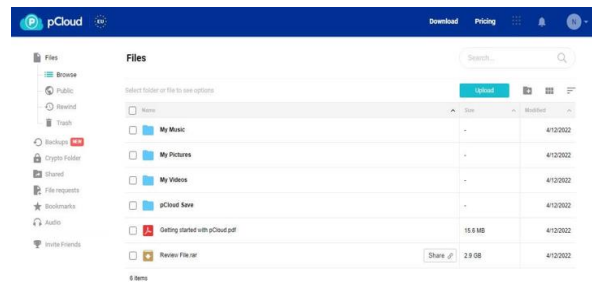 pCloud EU Download Pricing N
Files
Browse
Public
Rewind
Trash
Backups NEW
Crypto Folder
Shared
File requests
Bookmarks
Audio
Invite Friends
Files Search...
Select folder or file to see options Upload
Name Size Modified
My Music - 4/12/2022
My Pictures - 4/12/2022
My Videos - 4/12/2022
pCloud Save - 4/12/2022
Getting started with pCloud.pdf 15.6 MB 4/12/2022
Review File.rar Share 2.9 GB 4/12/2022
6 items